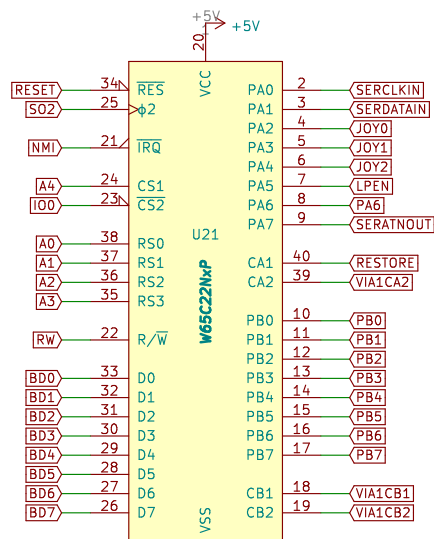 +5V
+5V
20
VCC
RESET 34 RES PA0 2 SERCLKIN
SO2 25 ϕ2 PA1 3 SERDATAIN
PA2 4 JOY0
NMI 21 IRQ PA3 5 JOY1
PA4 6 JOY2
A4 24 CS1 PA5 7 LPEN
IO0 23 CS2 PA6 8 PA6
PA7 9 SERATNOUT
U21
A0 38 RS0
A1 37 RS1 CA1 40 RESTORE
A2 36 RS2 CA2 39 VIA1CA2
A3 35 RS3
W65C22NxP
PB0 10 PB0
RW 22 R/W PB1 11 PB1
PB2 12 PB2
BD0 33 D0 PB3 13 PB3
BD1 32 D1 PB4 14 PB4
BD2 31 D2 PB5 15 PB5
BD3 30 D3 PB6 16 PB6
BD4 29 D4 PB7 17 PB7
BD5 28 D5
BD6 27 D6 CB1 18 VIA1CB1
BD7 26 D7 CB2 19 VIA1CB2
VSS